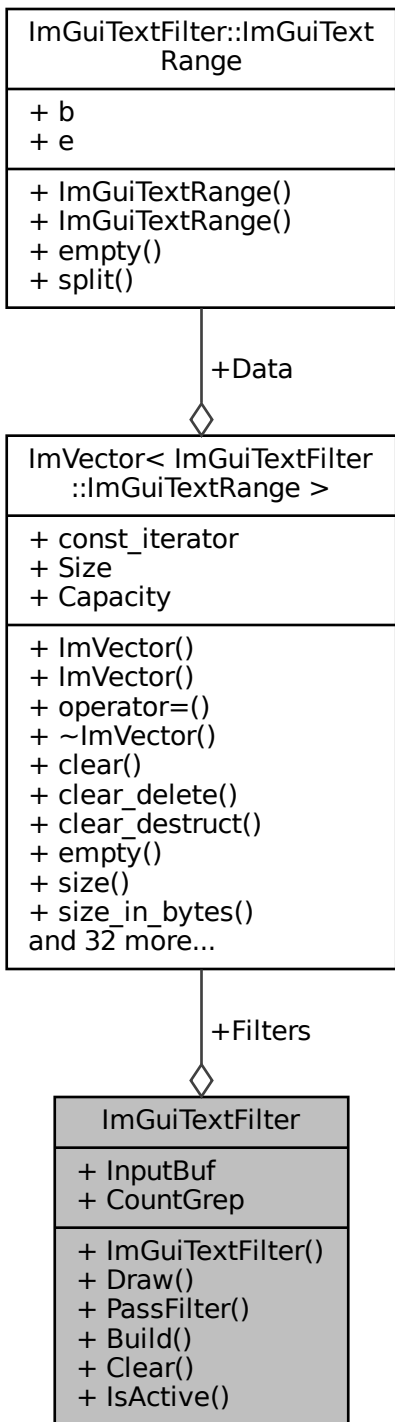 ImGuiTextFilter::ImGuiText
Range
+ b
+ e
+ ImGuiTextRange()
+ ImGuiTextRange()
+ empty()
+ split()
+Data
ImVector< ImGuiTextFilter
::ImGuiTextRange >
+ const_iterator
+ Size
+ Capacity
+ ImVector()
+ ImVector()
+ operator=()
+ ~ImVector()
+ clear()
+ clear_delete()
+ clear_destruct()
+ empty()
+ size()
+ size_in_bytes()
and 32 more...
+Filters
ImGuiTextFilter
+ InputBuf
+ CountGrep
+ ImGuiTextFilter()
+ Draw()
+ PassFilter()
+ Build()
+ Clear()
+ IsActive()